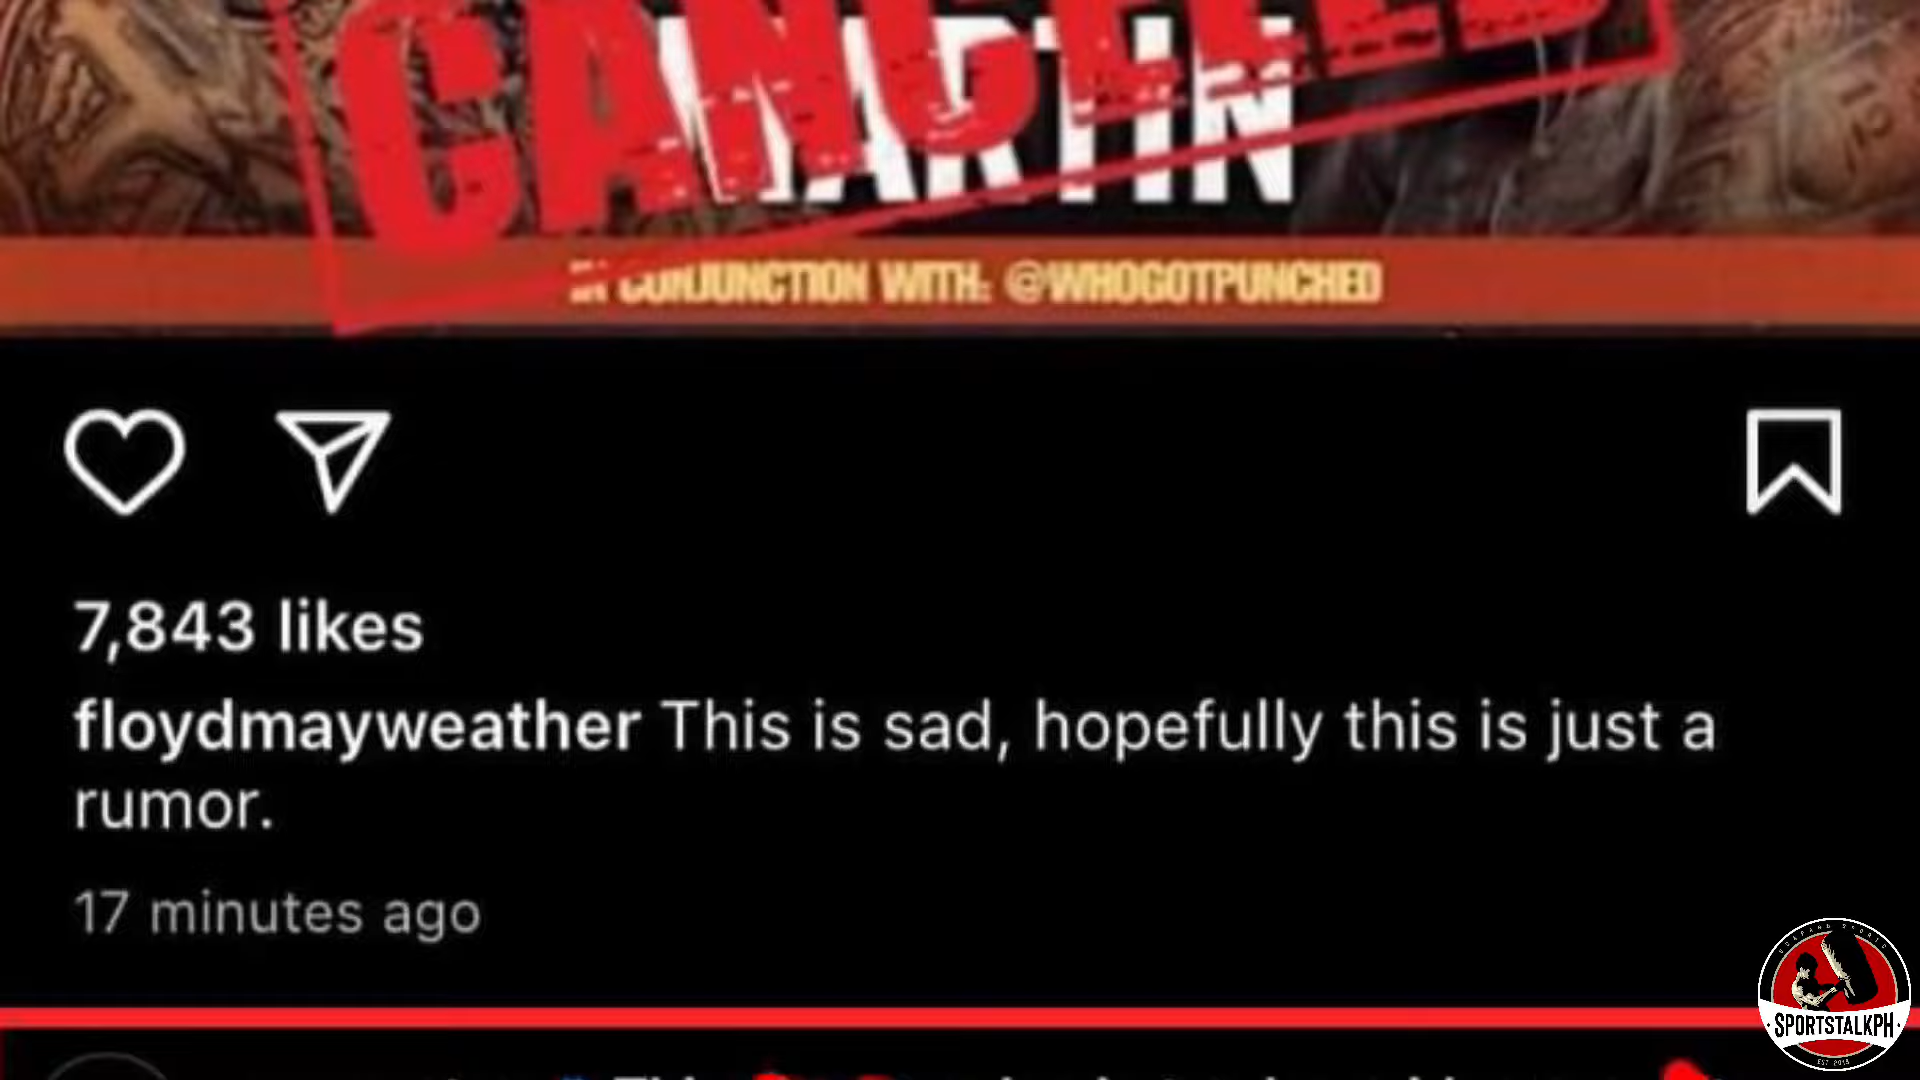 CANCELLED
MARTIN
IN CONJUNCTION WITH: @WHOGOTPUNCHED
7,843 likes
floydmayweather This is sad, hopefully this is just a
rumor.
17 minutes ago
SPORTSTALKPH